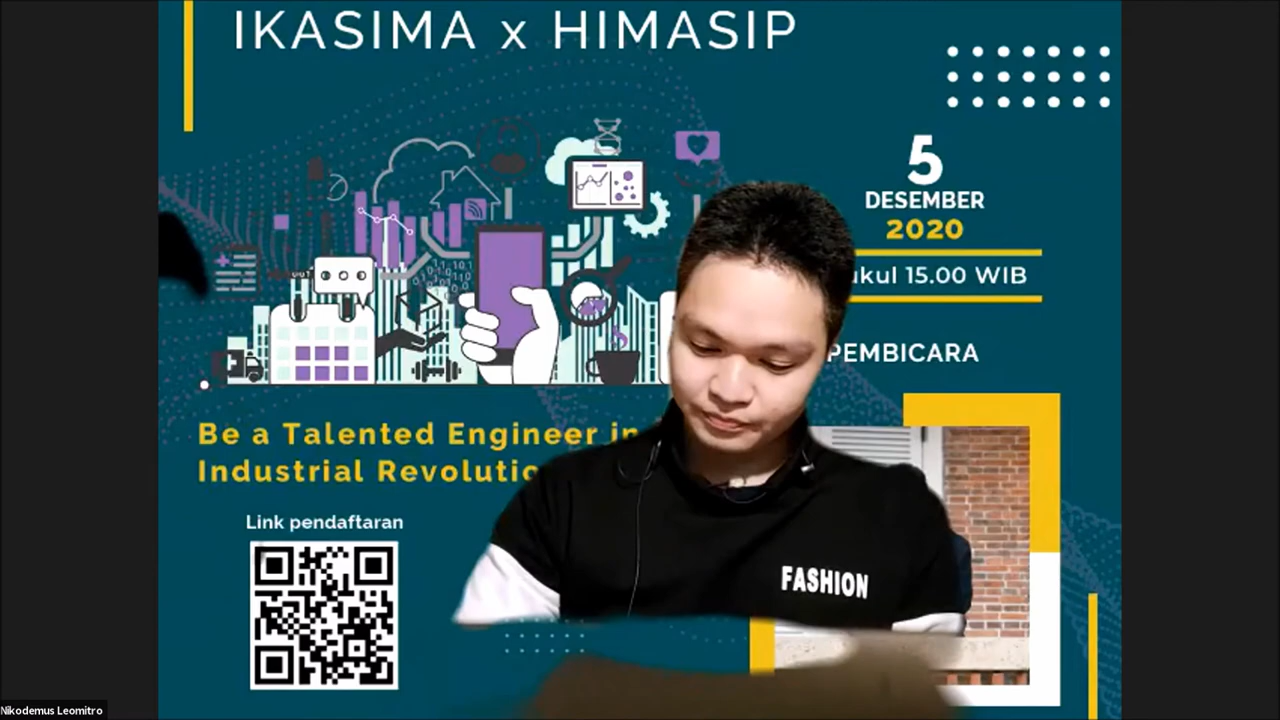 IKASIMA x HIMASIP
5
DESEMBER
2020
ukul 15.00 WIB
PEMBICARA
Be a Talented Engineer in
Industrial Revolutio
Link pendaftaran
FASHION
Nikodemus Leomitro